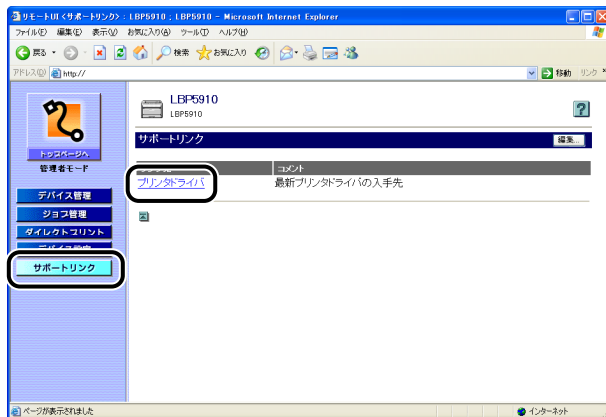 リモートUI <サポートリンク> : LBP5910 ; LBP5910 - Microsoft Internet Explorer
ファイル(F) 編集(E) 表示(V) お気に入り(A) ツール(T) ヘルプ(H)
戻る 検索 お気に入り
アドレス(D) http:// 移動 リンク »
LBP5910
LBP5910
サポートリンク 編集...
トップページへ
管理者モード
コメント
プリンタドライバ 最新プリンタドライバの入手先
デバイス管理
ジョブ管理
ダイレクトプリント
サポートリンク
ページが表示されました インターネット